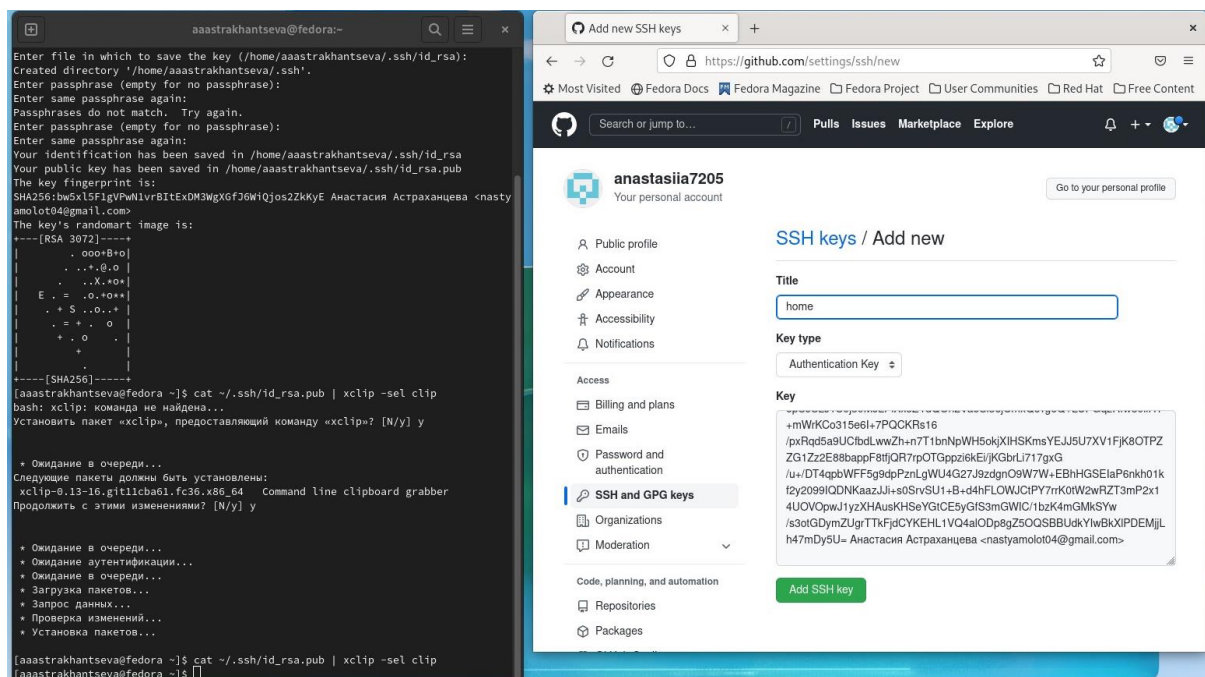 aaastrakhantseva@fedora:~
Enter file in which to save the key (/home/aaastrakhantseva/.ssh/id_rsa):
Created directory '/home/aaastrakhantseva/.ssh'.
Enter passphrase (empty for no passphrase):
Enter same passphrase again:
Passphrases do not match.  Try again.
Enter passphrase (empty for no passphrase):
Enter same passphrase again:
Your identification has been saved in /home/aaastrakhantseva/.ssh/id_rsa
Your public key has been saved in /home/aaastrakhantseva/.ssh/id_rsa.pub
The key fingerprint is:
SHA256:bw5xl5F1gVPwN1vrBItExDM3WgXGfJ6WiQjos2ZkKyE Анастасия Астраханцева <nasty
amolot04@gmail.com>
The key's randomart image is:
+---[RSA 3072]----+
|        . ooo+B+o|
|       . ..+.@.o |
|      .   ..X.*o*|
|   E . =  .o.+o**|
|    . + S ..o..+ |
|     . = + .  o  |
|      + . o    . |
|         +       |
|          .      |
+----[SHA256]-----+
[aaastrakhantseva@fedora ~]$ cat ~/.ssh/id_rsa.pub | xclip -sel clip
bash: xclip: команда не найдена...
Установить пакет «xclip», предоставляющий команду «xclip»? [N/y] y
* Ожидание в очереди...
Следующие пакеты должны быть установлены:
xclip-0.13-16.git11cba61.fc36.x86_64   Command line clipboard grabber
Продолжить с этими изменениями? [N/y] y
* Ожидание в очереди...
* Ожидание аутентификации...
* Ожидание в очереди...
* Загрузка пакетов...
* Запрос данных...
* Проверка изменений...
* Установка пакетов...
[aaastrakhantseva@fedora ~]$ cat ~/.ssh/id_rsa.pub | xclip -sel clip
[aaastrakhantseva@fedora ~]$
Add new SSH keys
https://github.com/settings/ssh/new
Most Visited Fedora Docs Fedora Magazine Fedora Project User Communities Red Hat Free Content
Search or jump to... / Pulls Issues Marketplace Explore
anastasiia7205
Your personal account
Go to your personal profile
Public profile
Account
Appearance
Accessibility
Notifications
Access
Billing and plans
Emails
Password and
authentication
SSH and GPG keys
Organizations
Moderation
Code, planning, and automation
Repositories
Packages
SSH keys / Add new
Title
home
Key type
Authentication Key
Key
+mWrKCo315e6I+7PQCKRs16
/pxRqd5a9UCfbdLwwZh+n7T1bnNpWH5okjXIHSKmsYEJJ5U7XV1FjK8OTPZ
ZG1Zz2E88bappF8tfjQR7rpOTGppzi6kEi/jKGbrLi717gxG
/u+/DT4qpbWFF5g9dpPznLgWU4G27J9zdgnO9W7W+EBhHGSEIaP6nkh01k
f2y2099IQDNKaazJJi+s0SrvSU1+B+d4hFLOWJCtPY7rrK0tW2wRZT3mP2x1
4UOVOpwJ1yzXHAusKHSeYGtCE5yGfS3mGWIC/1bzK4mGMkSYw
/s3otGDymZUgrTTkFjdCYKEHL1VQ4alODp8gZ5OQSBBUdkYIwBkXlPDEMjjL
h47mDy5U= Анастасия Астраханцева <nastyamolot04@gmail.com>
Add SSH key